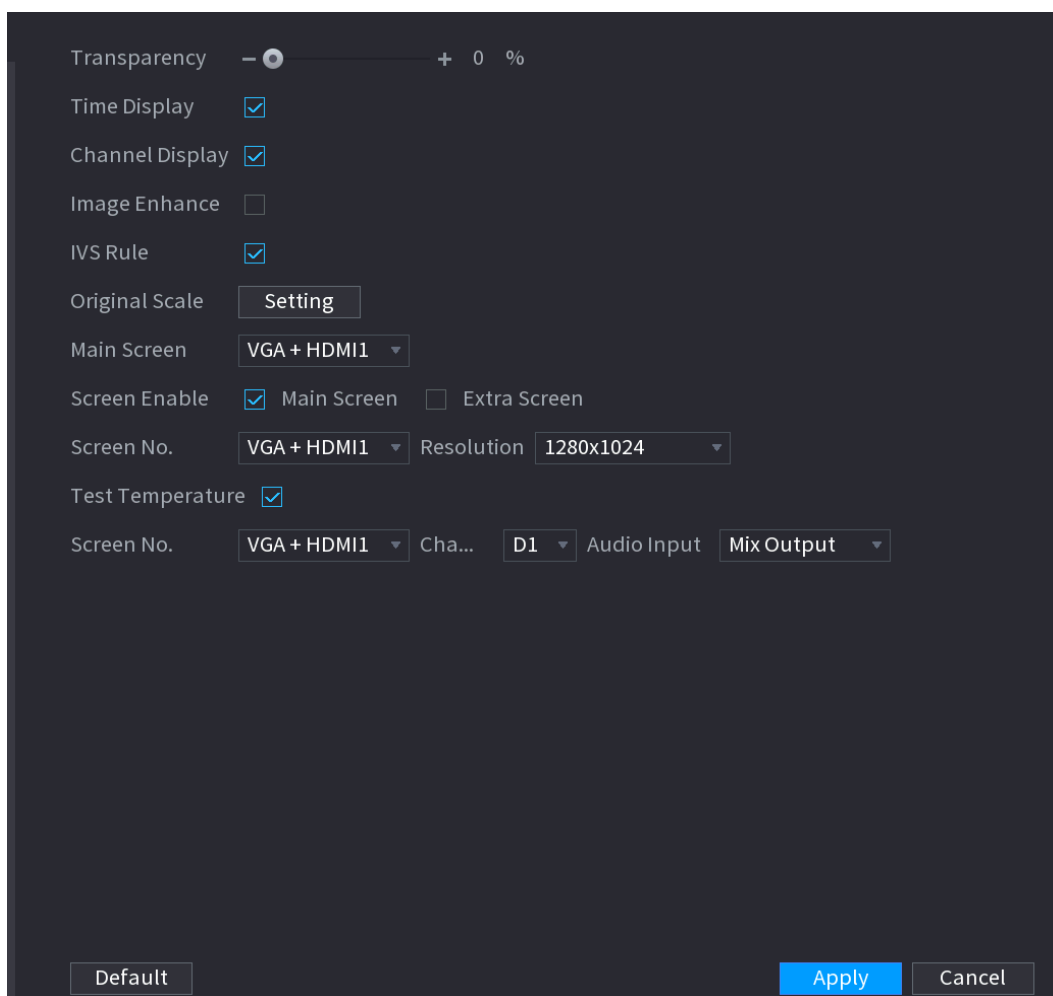 Transparency 0 %
Time Display
Channel Display
Image Enhance
IVS Rule
Original Scale Setting
Main Screen VGA + HDMI1
Screen Enable Main Screen Extra Screen
Screen No. VGA + HDMI1 Resolution 1280x1024
Test Temperature
Screen No. VGA + HDMI1 Cha... D1 Audio Input Mix Output
Default Apply Cancel